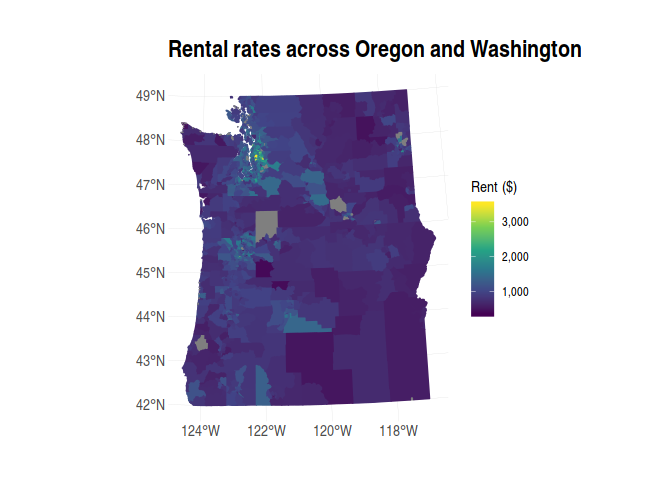 Rental rates across Oregon and Washington
49°N
48°N
47°N
46°N
45°N
44°N
43°N
42°N
124°W 122°W 120°W 118°W
Rent ($)
3,000
2,000
1,000